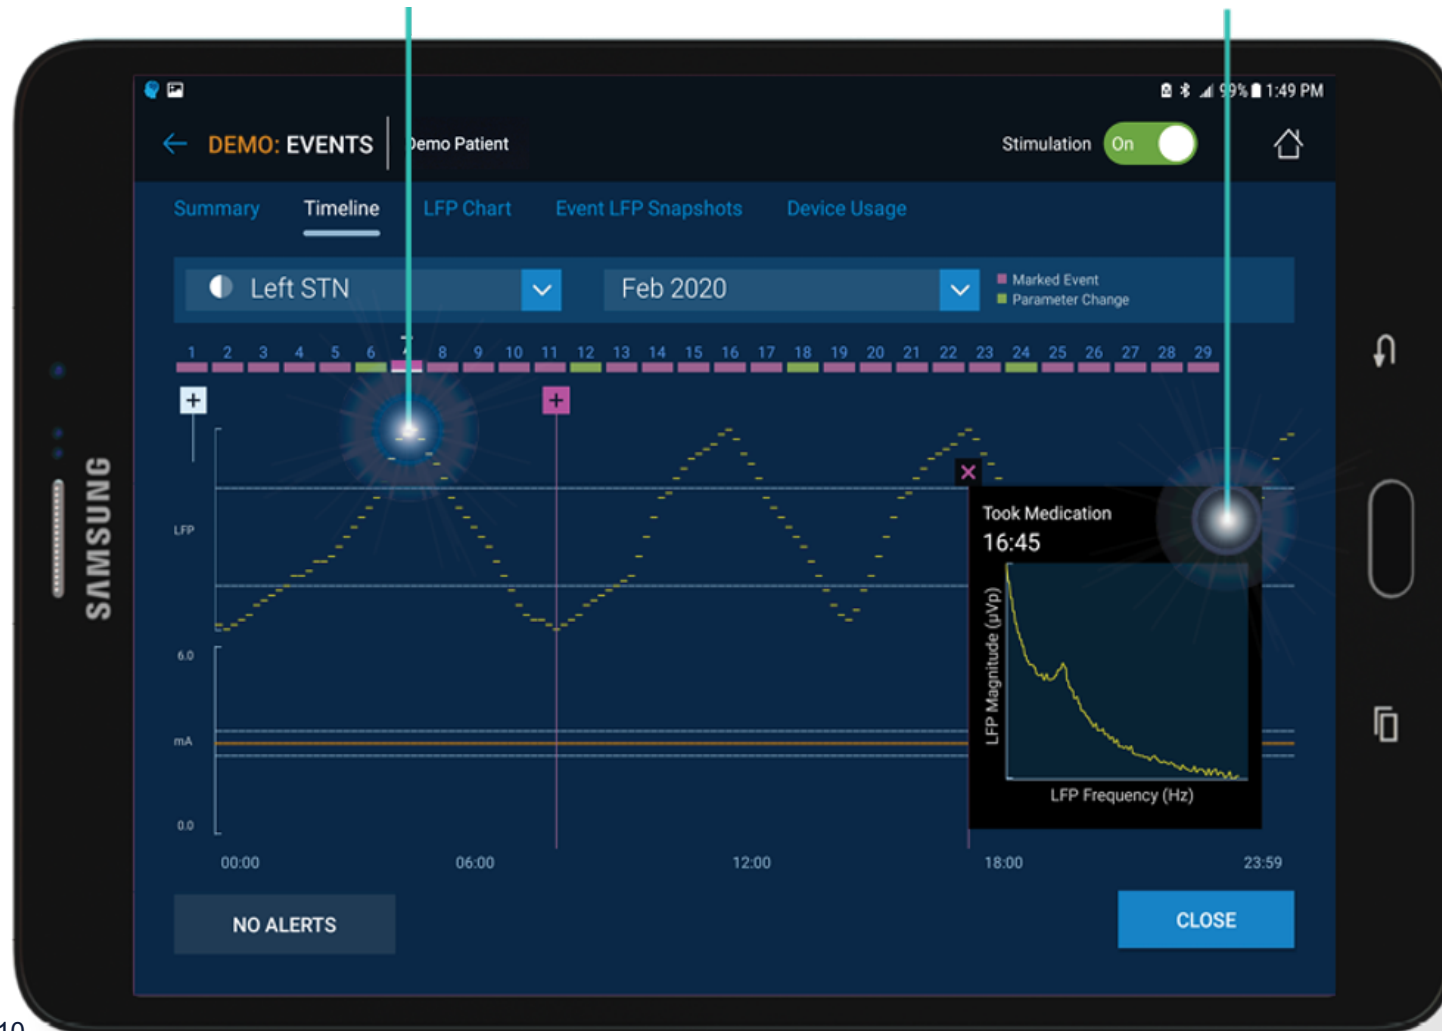 99% 1:49 PM
DEMO: EVENTS Demo Patient Stimulation On
Summary Timeline LFP Chart Event LFP Snapshots Device Usage
Left STN Feb 2020
Marked Event
Parameter Change
1 2 3 4 5 6 7 8 9 10 11 12 13 14 15 16 17 18 19 20 21 22 23 24 25 26 27 28 29
SAMSUNG
LFP
Took Medication
16:45
LFP Magnitude (μVp)
LFP Frequency (Hz)
6.0
mA
0.0
00:00 06:00 12:00 18:00 23:59
NO ALERTS CLOSE